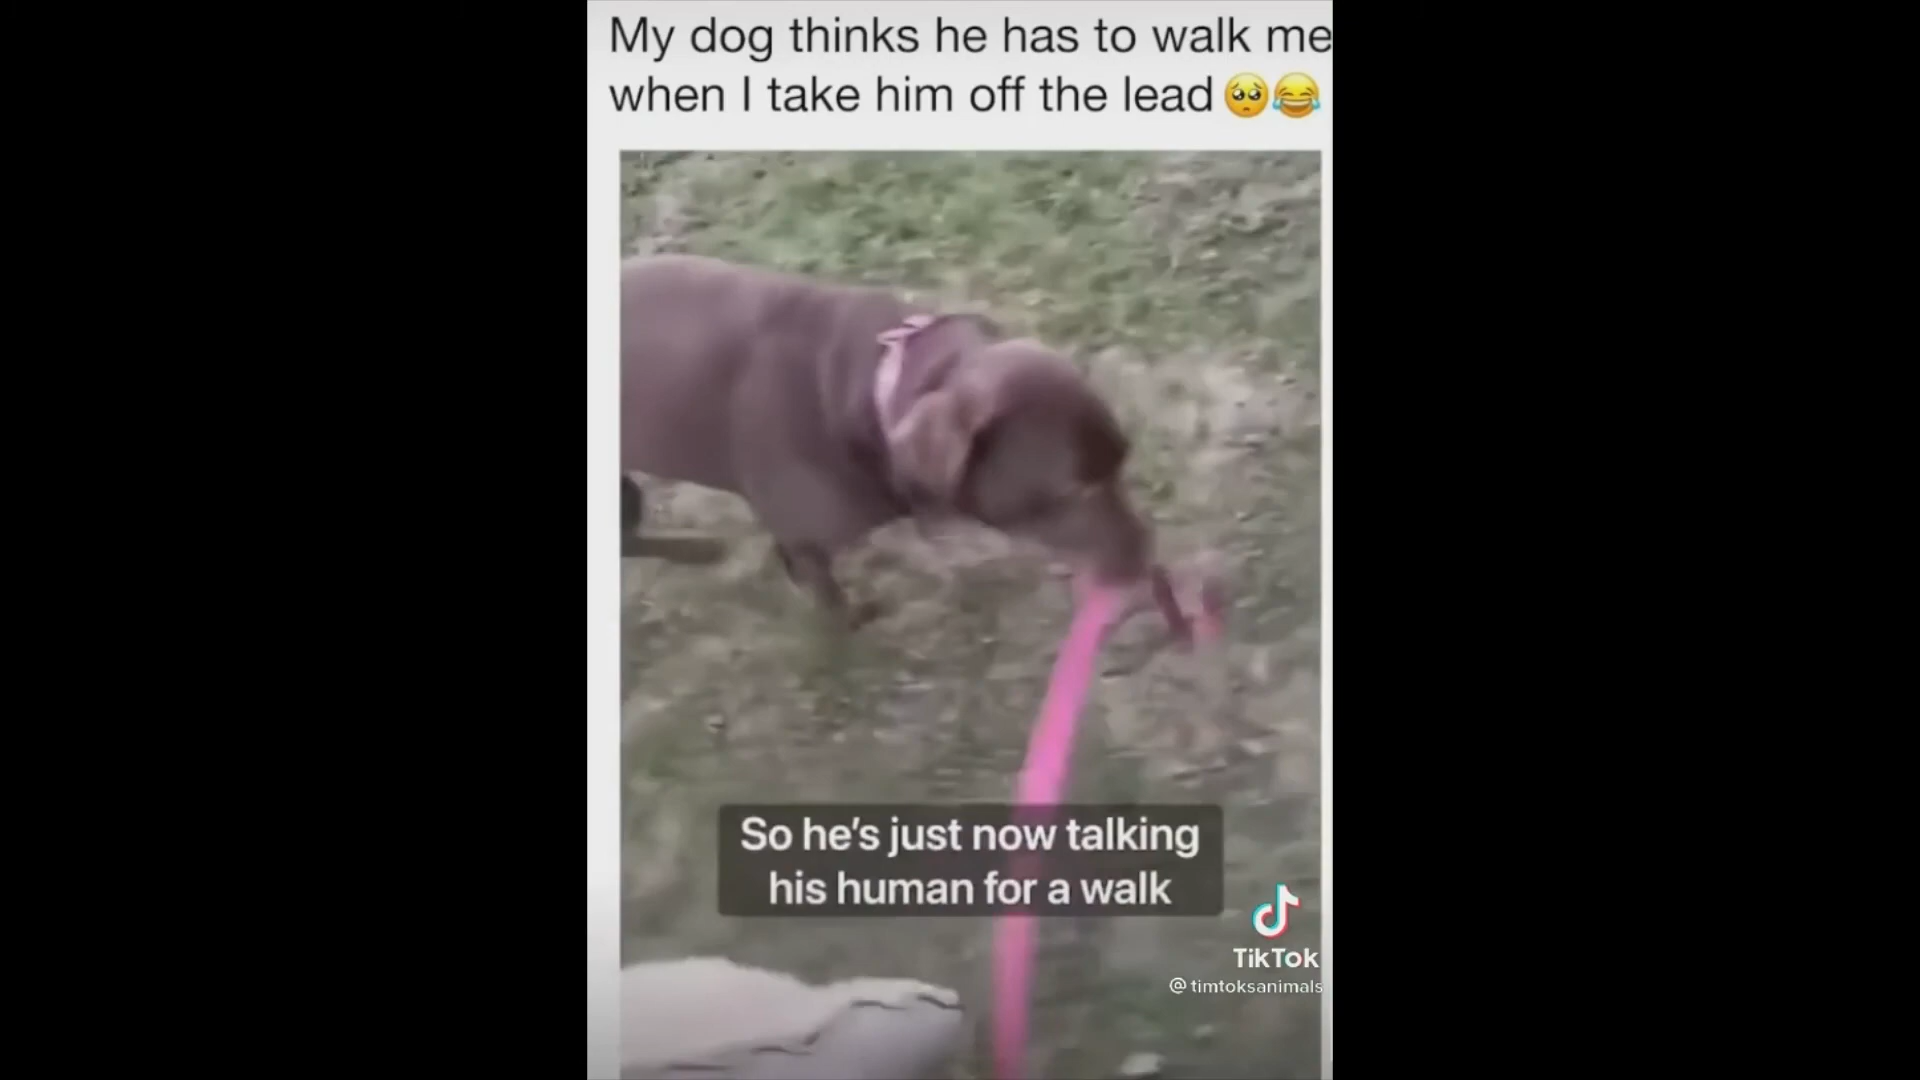 My dog thinks he has to walk me
when I take him off the lead🥺😂
So he's just now talking
his human for a walk
TikTok
@timtoksanimals